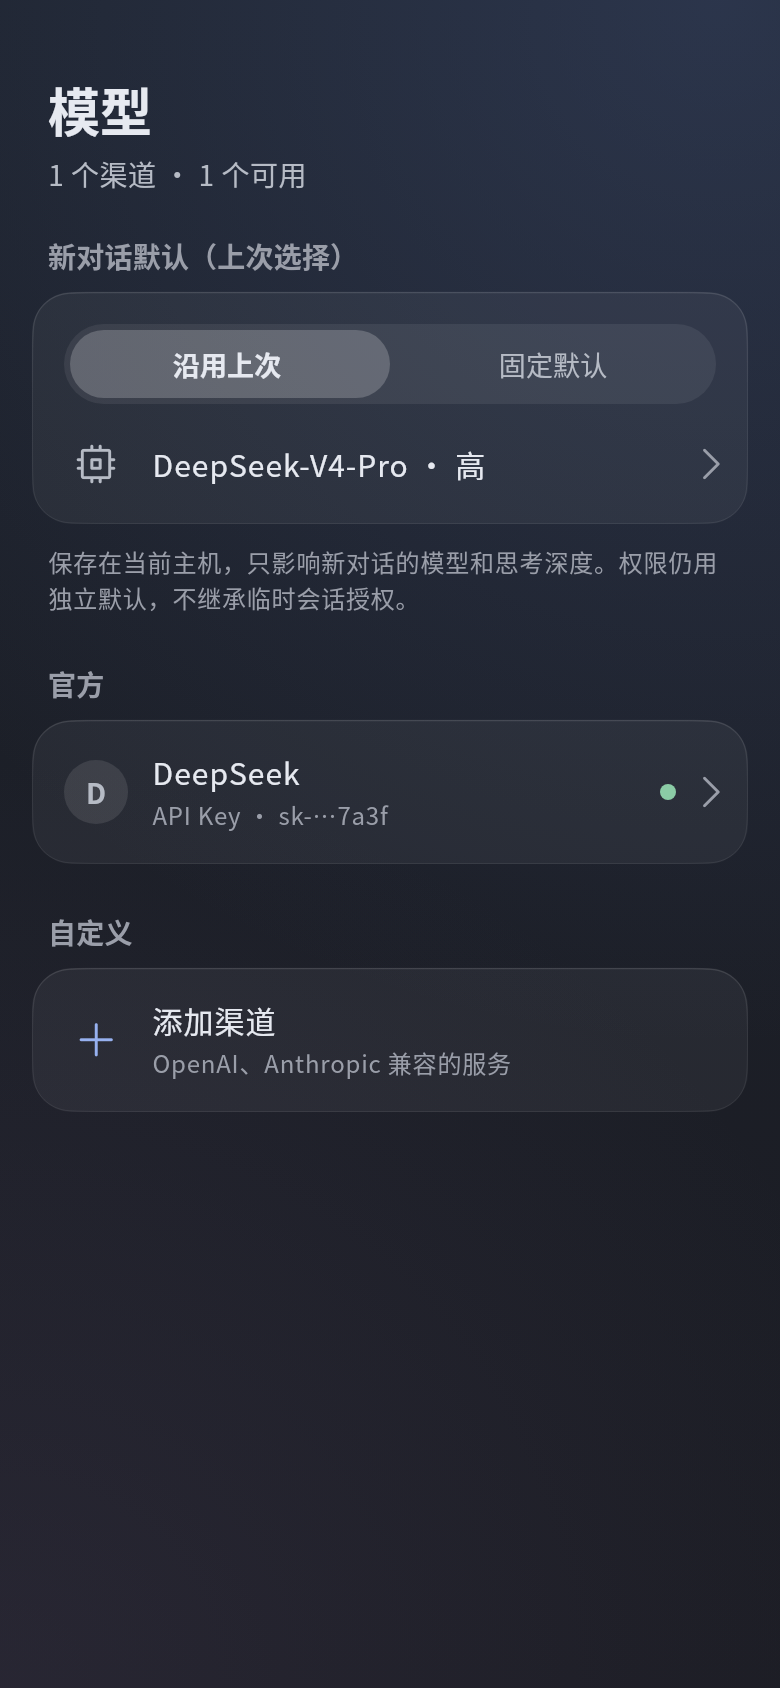 模型
1 个渠道 · 1 个可用
新对话默认（上次选择）
沿用上次
固定默认
DeepSeek-V4-Pro · 高
保存在当前主机，只影响新对话的模型和思考深度。权限仍用
独立默认，不继承临时会话授权。
官方
D
DeepSeek
API Key · sk-···7a3f
自定义
添加渠道
OpenAI、Anthropic 兼容的服务